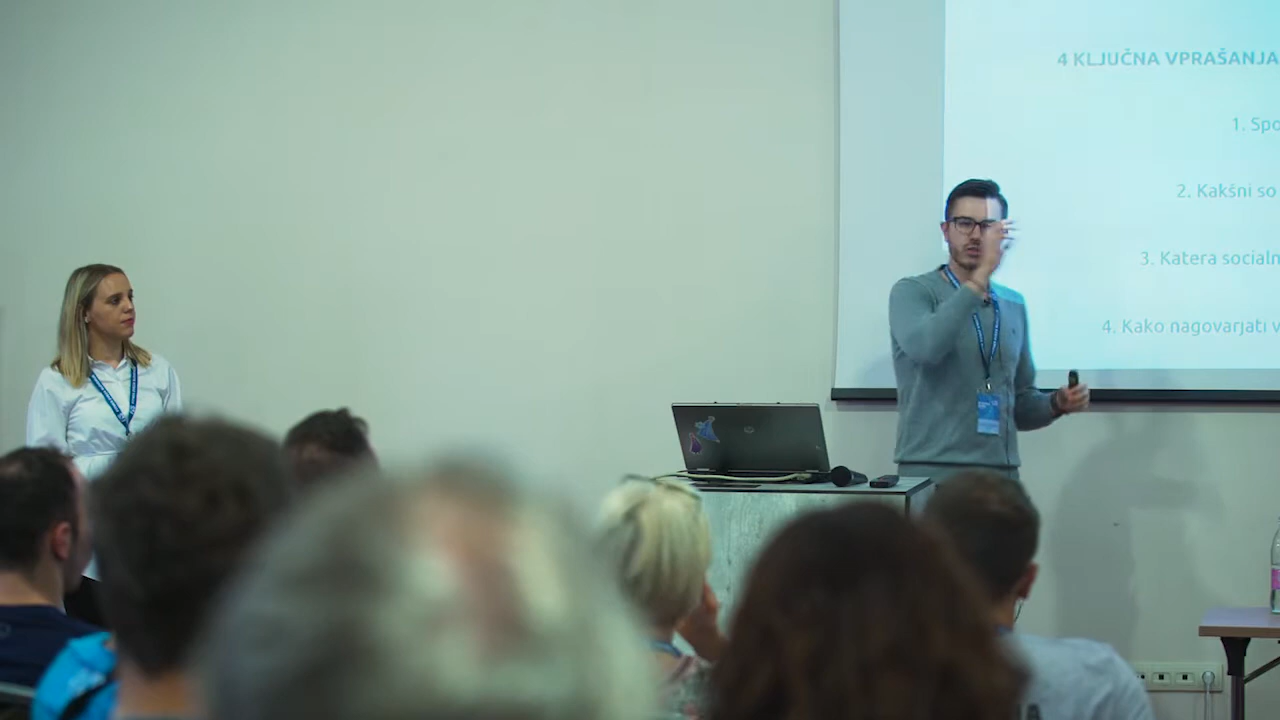 4 KLJUČNA VPRAŠANJA
1. Spo
2. Kakšni so
3. Katera socialn
4. Kako nagovarjati v